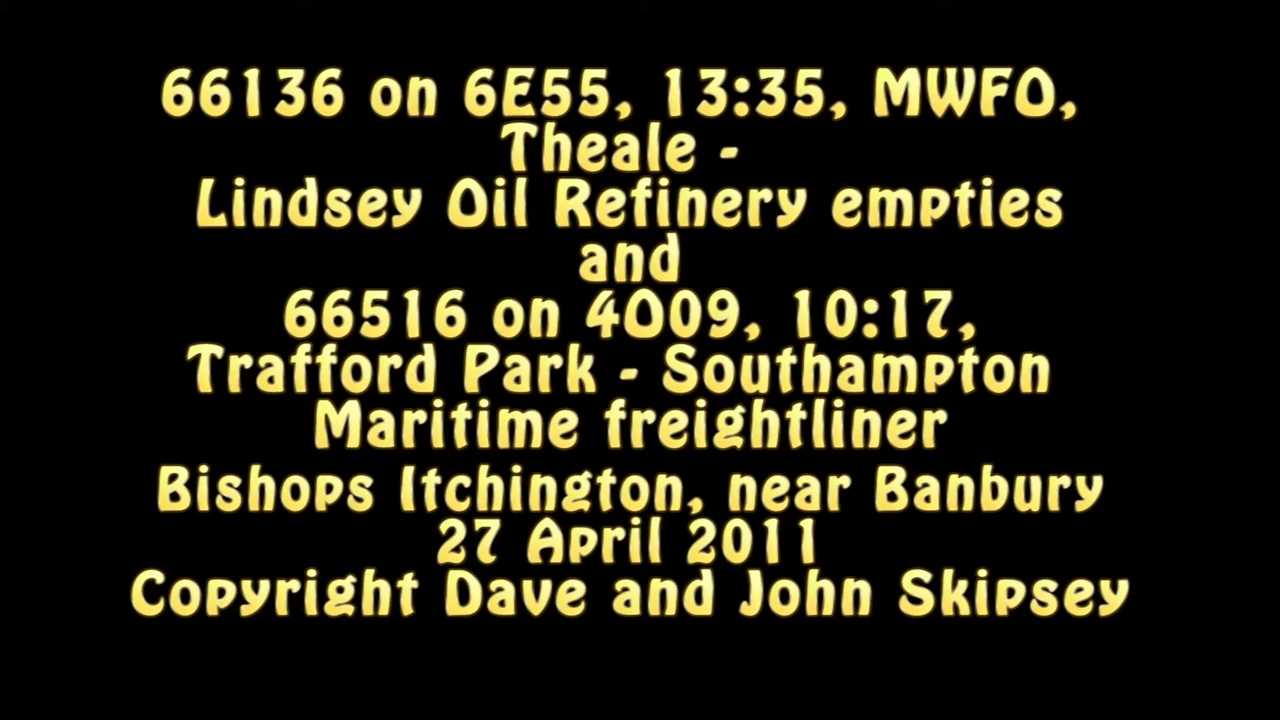 66136 on 6E55, 13:35, MWFO,
Theale -
Lindsey Oil Refinery empties
and
66516 on 4O09, 10:17,
Trafford Park - Southampton
Maritime freightliner
Bishops Itchington, near Banbury
27 April 2011
Copyright Dave and John Skipsey